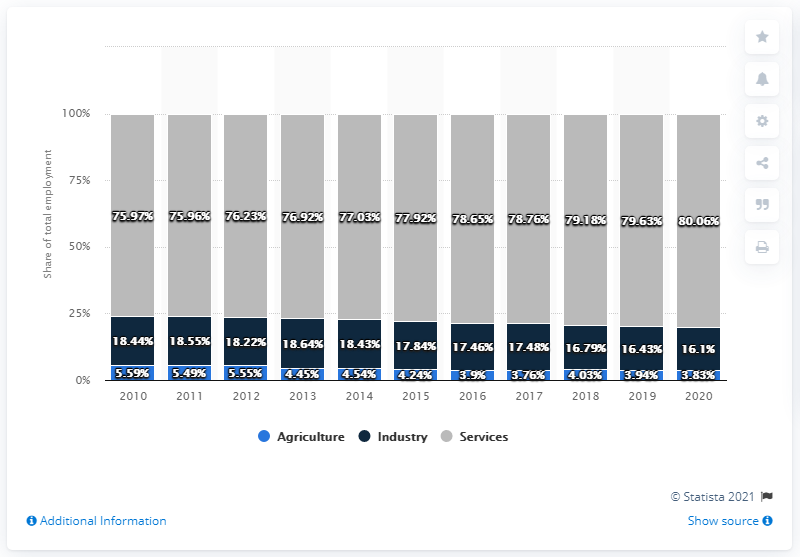 Share of total employment
100%
75%
50%
25%
0%
75.97% 75.96% 76.23% 76.92% 77.03% 77.92% 78.65% 78.76% 79.18% 79.63% 80.06%
18.44% 18.55% 18.22% 18.64% 18.43% 17.84% 17.46% 17.48% 16.79% 16.43% 16.1%
5.59% 5.49% 5.55% 4.45% 4.54% 4.24% 3.9% 3.76% 4.03% 3.94% 3.83%
2010 2011 2012 2013 2014 2015 2016 2017 2018 2019 2020
Agriculture Industry Services
© Statista 2021
Additional Information Show source